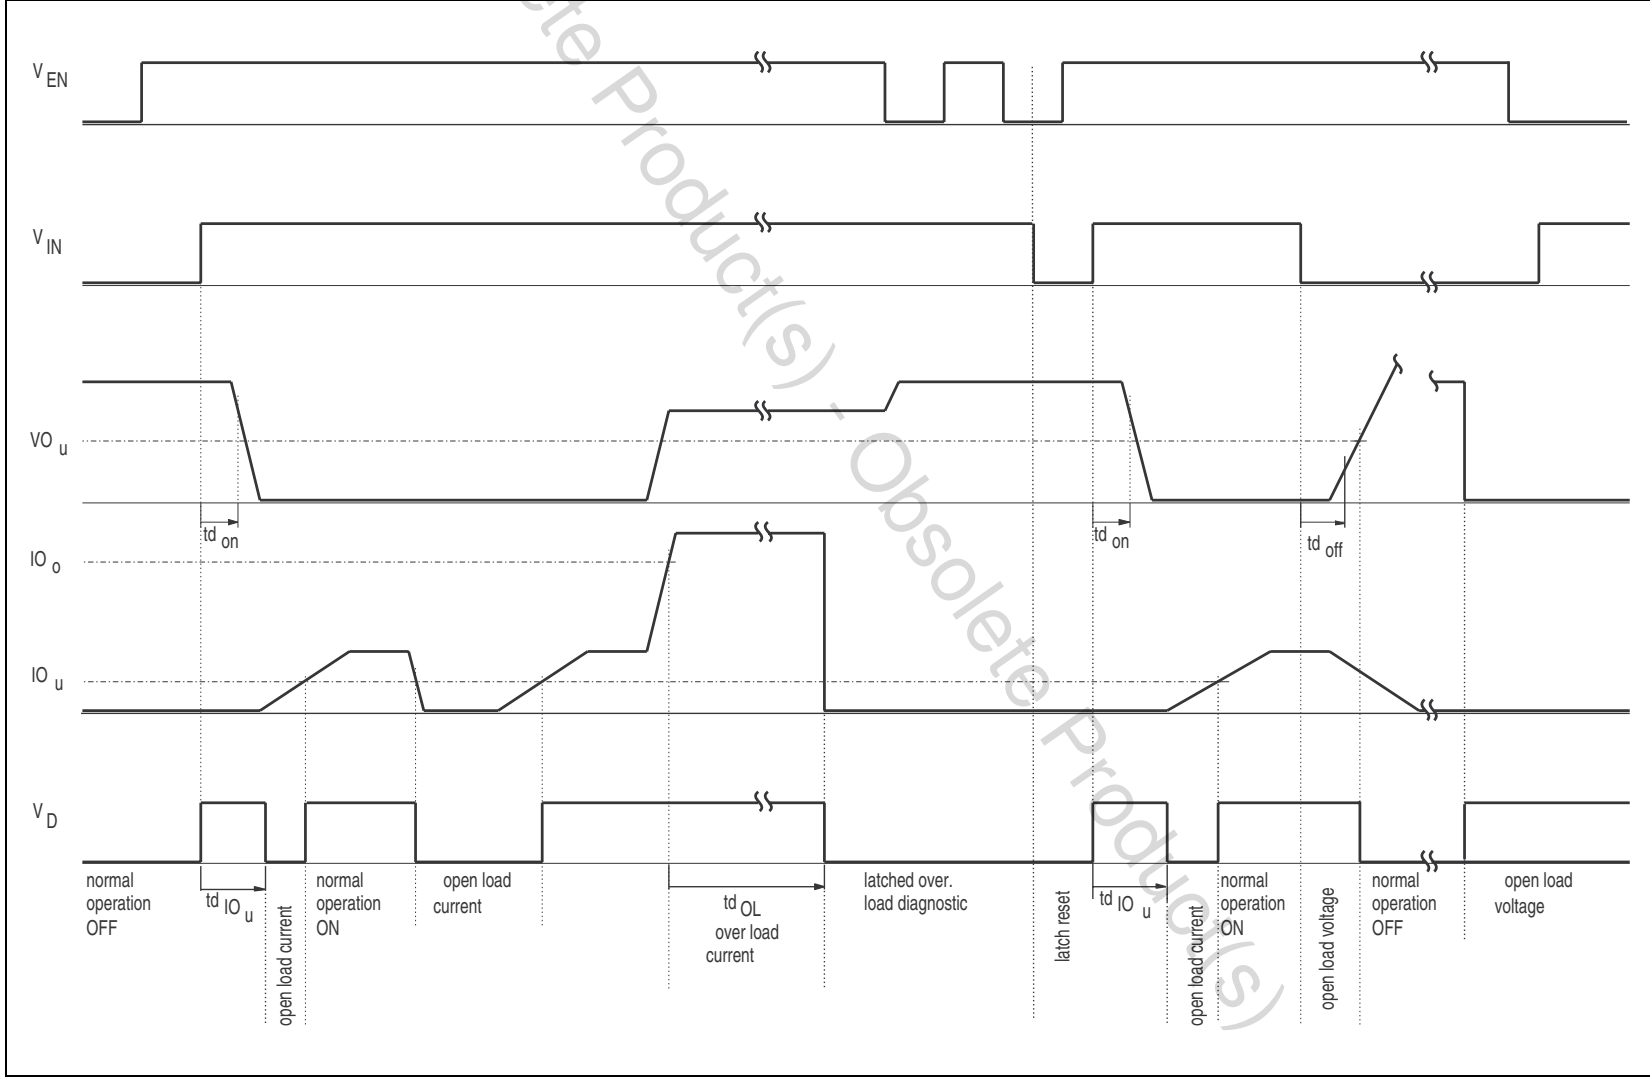 V EN
V IN
VO u
td on
td on
td off
IO o
IO u
V D
normal
operation
OFF
td IO u
open load current
normal
operation
ON
open load
current
td OL
over load
current
latched over.
load diagnostic
latch reset
td IO u
open load current
normal
operation
ON
open load voltage
normal
operation
OFF
open load
voltage
ete Product(s) - Obsolete Product(s)